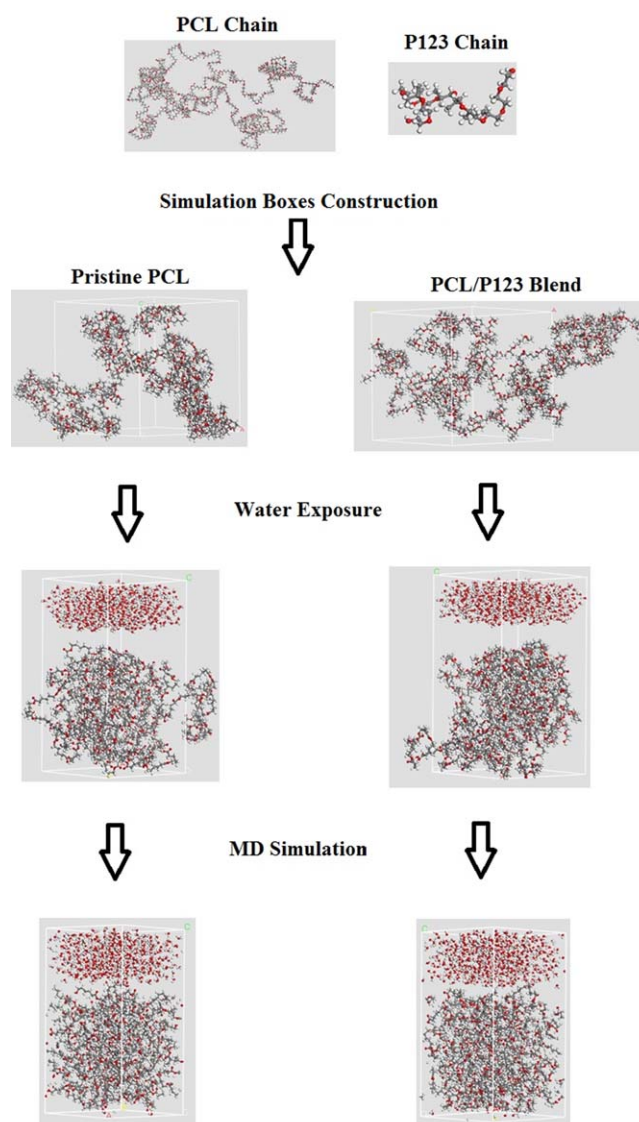 PCL Chain
P123 Chain
Simulation Boxes Construction
Pristine PCL
PCL/P123 Blend
Water Exposure
C
C
MD Simulation
C
C